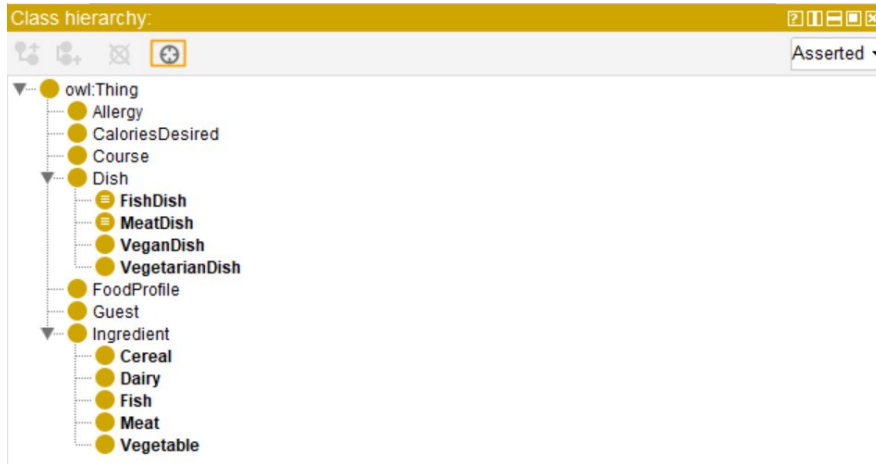 Class hierarchy:
Asserted
owl:Thing
Allergy
CaloriesDesired
Course
Dish
FishDish
MeatDish
VeganDish
VegetarianDish
FoodProfile
Guest
Ingredient
Cereal
Dairy
Fish
Meat
Vegetable